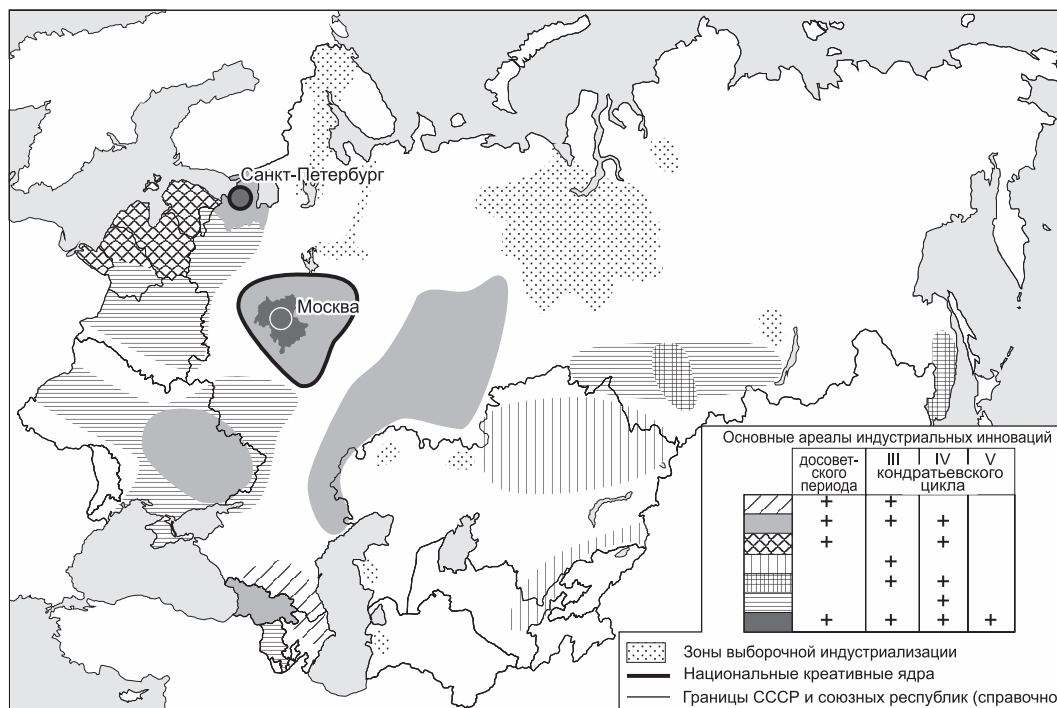 Санкт-Петербург
Москва
Основные ареалы индустриальных инноваций
досовет-
ского
периода
III IV V
кондратьевского
цикла
+ +
+ + +
+ +
+
+ +
+
+ + + +
Зоны выборочной индустриализации
Национальные креативные ядра
Границы СССР и союзных республик (справочно